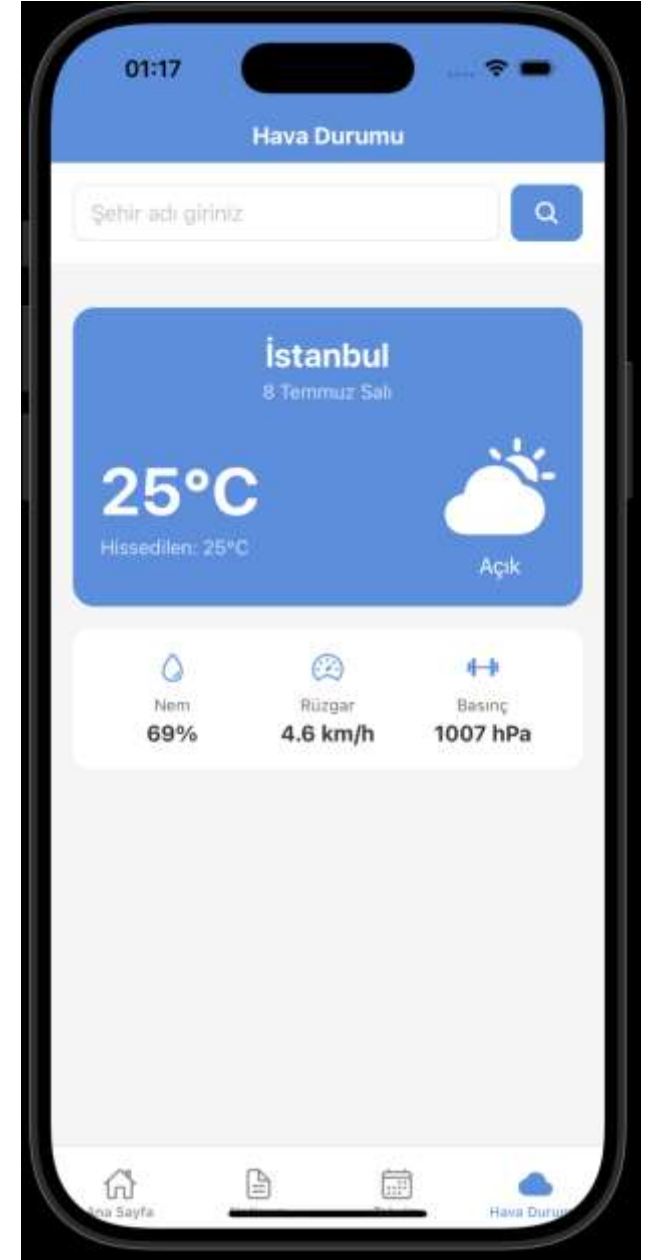 01:17
Hava Durumu
Şehir adı giriniz
İstanbul
8 Temmuz Salı
25°C
Hissedilen: 25°C
Açık
Nem
Rüzgar
Basınç
69%
4.6 km/h
1007 hPa
Ana Sayfa
Hava Durum